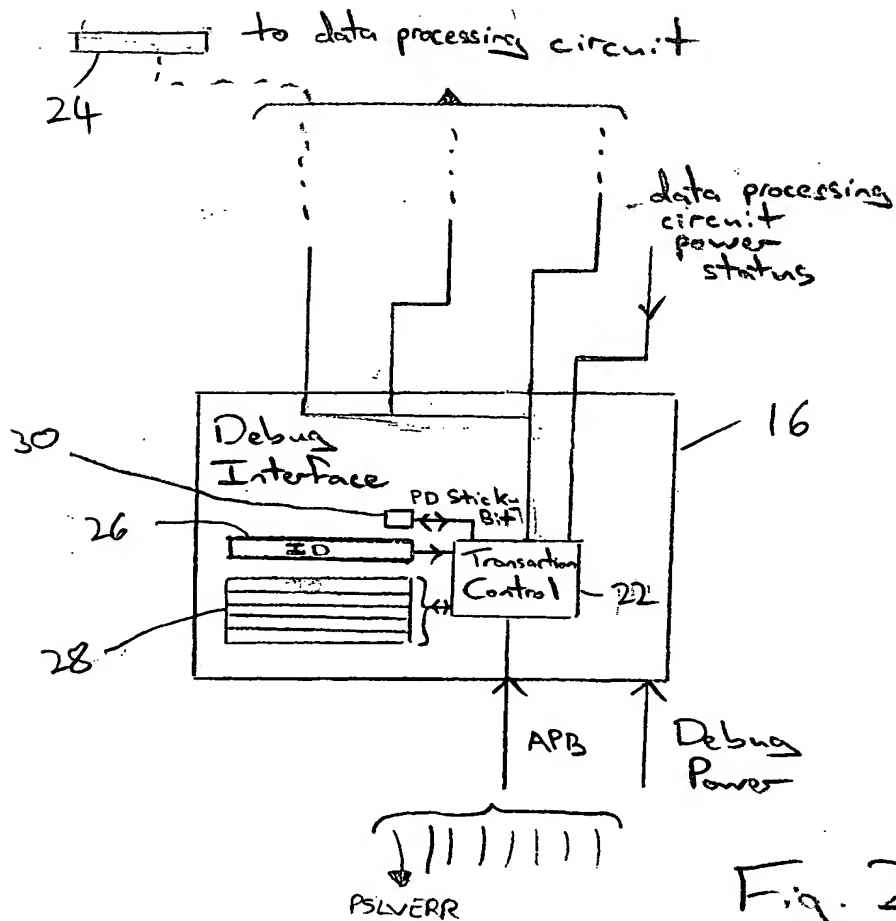 to data processing circuit
24
data processing
circuit
power
status
16
Debug
Interface
30
PD Sticky
Bit
26
ID
Transaction
Control
22
28
APB
Debug
Power
PSLVERR
Fig. 2